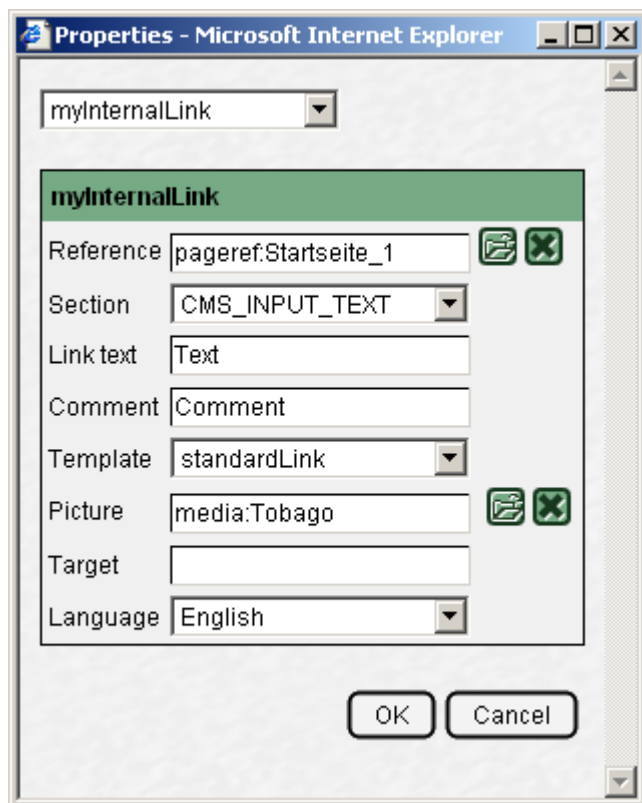 Properties - Microsoft Internet Explorer
myInternalLink
myInternalLink
Reference pageref:Startseite_1
Section CMS_INPUT_TEXT
Link text Text
Comment Comment
Template standardLink
Picture media:Tobago
Target
Language English
OK Cancel